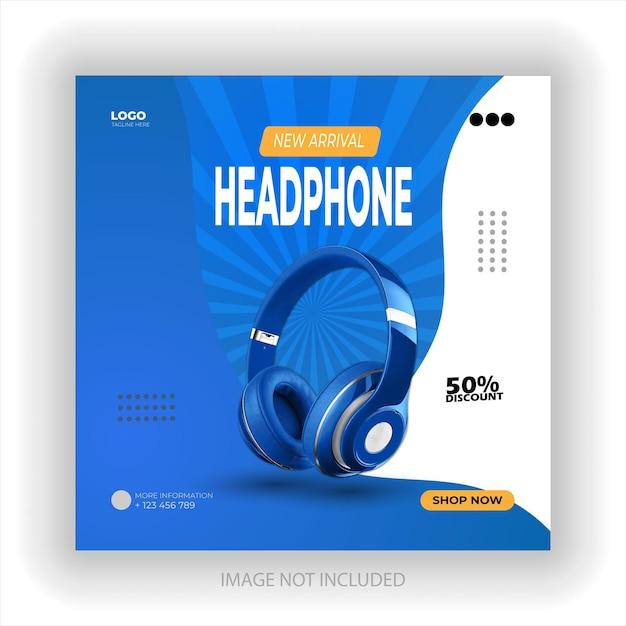 LOGO
TAGLINE HERE
NEW ARRIVAL
HEADPHONE
50%
DISCOUNT
MORE INFORMATION
+ 123 456 789
SHOP NOW
IMAGE NOT INCLUDED